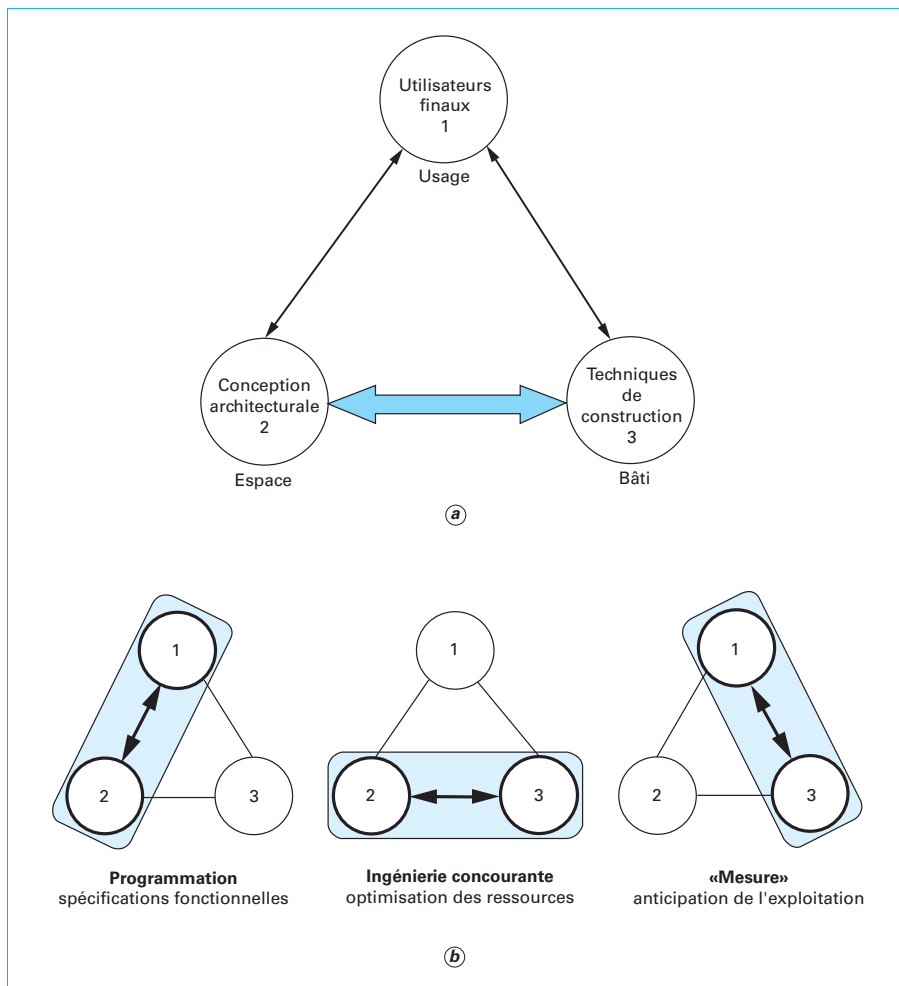 Utilisateurs
finaux
1
Usage
Conception
architecturale
2
Espace
Techniques
de
construction
3
Bâti
a
1
2
3
Programmation
spécifications fonctionnelles
1
2
3
Ingénierie concourante
optimisation des ressources
1
2
3
«Mesure»
anticipation de l'exploitation
b